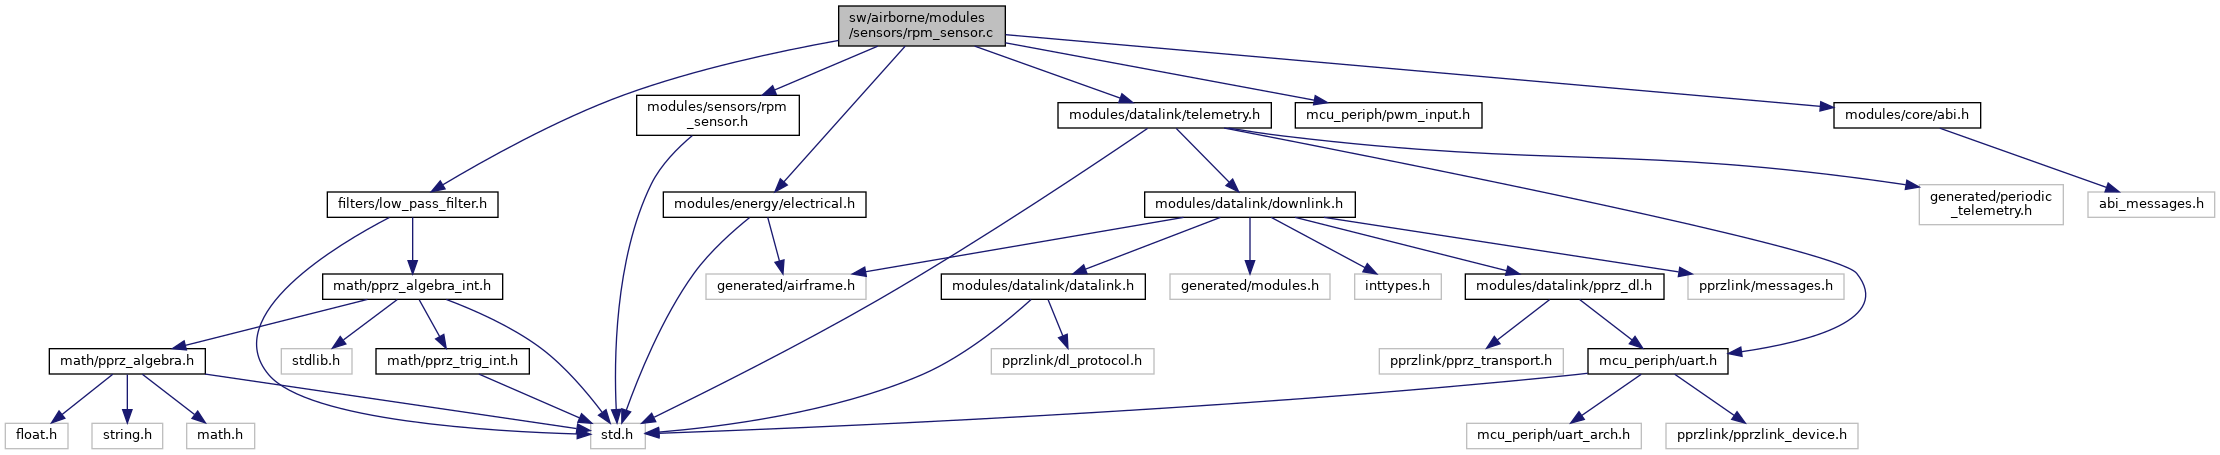 sw/airborne/modules
/sensors/rpm_sensor.c
modules/sensors/rpm
_sensor.h
modules/datalink/telemetry.h
mcu_periph/pwm_input.h
modules/core/abi.h
filters/low_pass_filter.h
modules/energy/electrical.h
modules/datalink/downlink.h
generated/periodic
_telemetry.h
abi_messages.h
math/pprz_algebra_int.h
generated/airframe.h
modules/datalink/datalink.h
generated/modules.h
inttypes.h
modules/datalink/pprz_dl.h
pprzlink/messages.h
math/pprz_algebra.h
stdlib.h
math/pprz_trig_int.h
pprzlink/dl_protocol.h
pprzlink/pprz_transport.h
mcu_periph/uart.h
float.h
string.h
math.h
std.h
mcu_periph/uart_arch.h
pprzlink/pprzlink_device.h